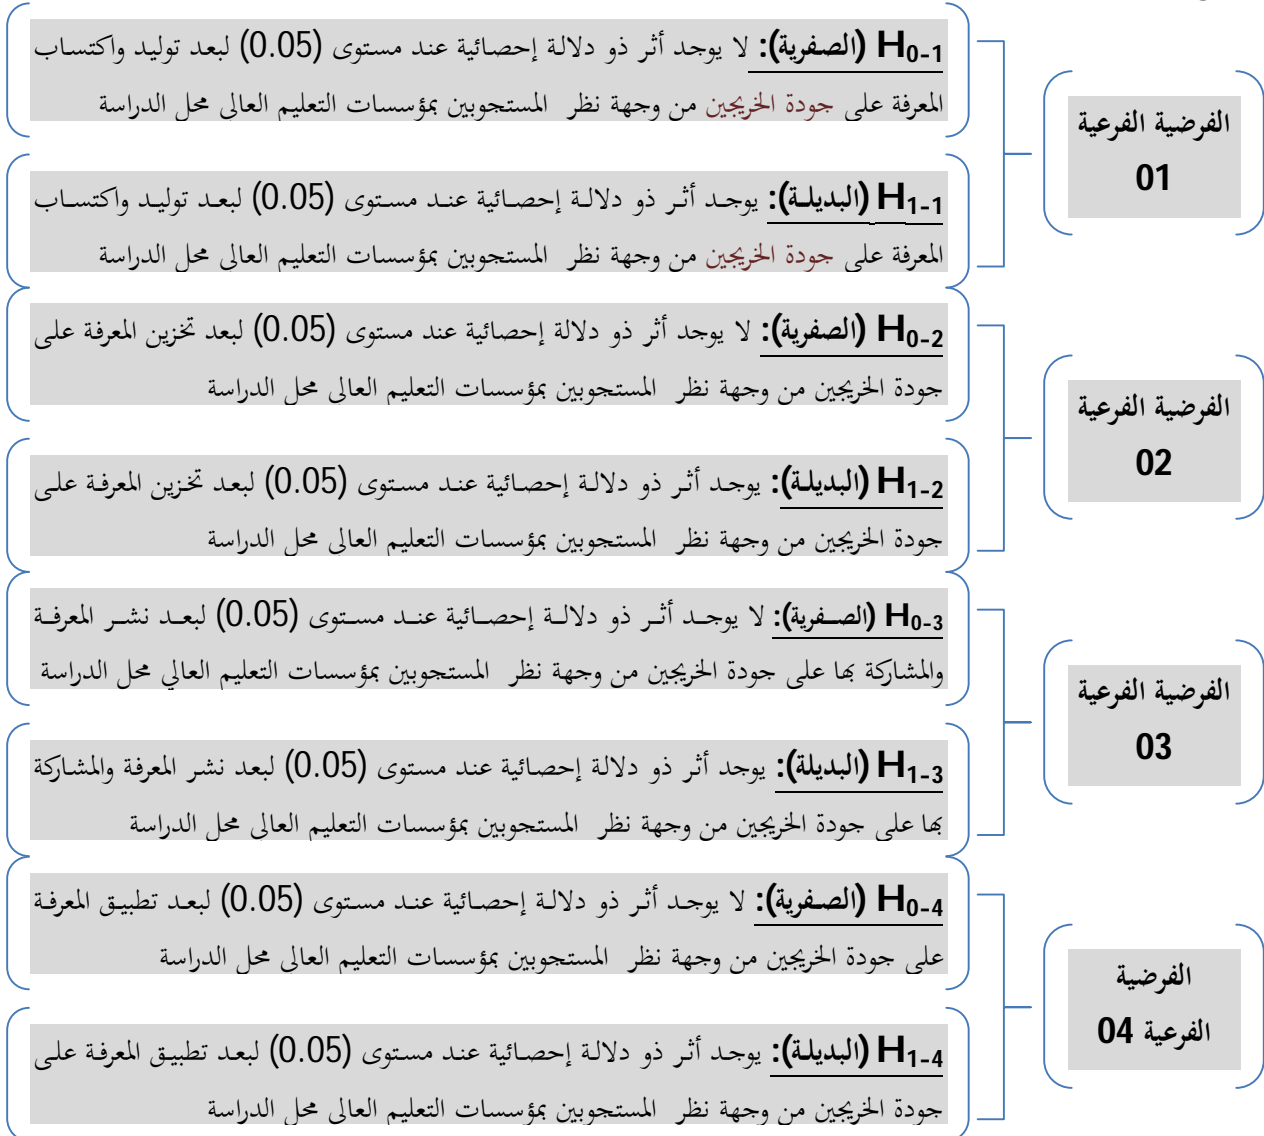 الفرضية الفرعية
01
H0-1 (الصفرية): لا يوجد أثر ذو دلالة إحصائية عند مستوى (0.05) لبعد توليد واكتساب
المعرفة على جودة الخريجين من وجهة نظر المستجوبين بمؤسسات التعليم العالي محل الدراسة
H1-1 (البديلة): يوجد أثر ذو دلالة إحصائية عند مستوى (0.05) لبعد توليد واكتساب
المعرفة على جودة الخريجين من وجهة نظر المستجوبين بمؤسسات التعليم العالي محل الدراسة
الفرضية الفرعية
02
H0-2 (الصفرية): لا يوجد أثر ذو دلالة إحصائية عند مستوى (0.05) لبعد تخزين المعرفة على
جودة الخريجين من وجهة نظر المستجوبين بمؤسسات التعليم العالي محل الدراسة
H1-2 (البديلة): يوجد أثر ذو دلالة إحصائية عند مستوى (0.05) لبعد تخزين المعرفة على
جودة الخريجين من وجهة نظر المستجوبين بمؤسسات التعليم العالي محل الدراسة
الفرضية الفرعية
03
H0-3 (الصفرية): لا يوجد أثر ذو دلالة إحصائية عند مستوى (0.05) لبعد نشر المعرفة
والمشاركة بها على جودة الخريجين من وجهة نظر المستجوبين بمؤسسات التعليم العالي محل الدراسة
H1-3 (البديلة): يوجد أثر ذو دلالة إحصائية عند مستوى (0.05) لبعد نشر المعرفة والمشاركة
بها على جودة الخريجين من وجهة نظر المستجوبين بمؤسسات التعليم العالي محل الدراسة
الفرضية
الفرعية 04
H0-4 (الصفرية): لا يوجد أثر ذو دلالة إحصائية عند مستوى (0.05) لبعد تطبيق المعرفة
على جودة الخريجين من وجهة نظر المستجوبين بمؤسسات التعليم العالي محل الدراسة
H1-4 (البديلة): يوجد أثر ذو دلالة إحصائية عند مستوى (0.05) لبعد تطبيق المعرفة على
جودة الخريجين من وجهة نظر المستجوبين بمؤسسات التعليم العالي محل الدراسة